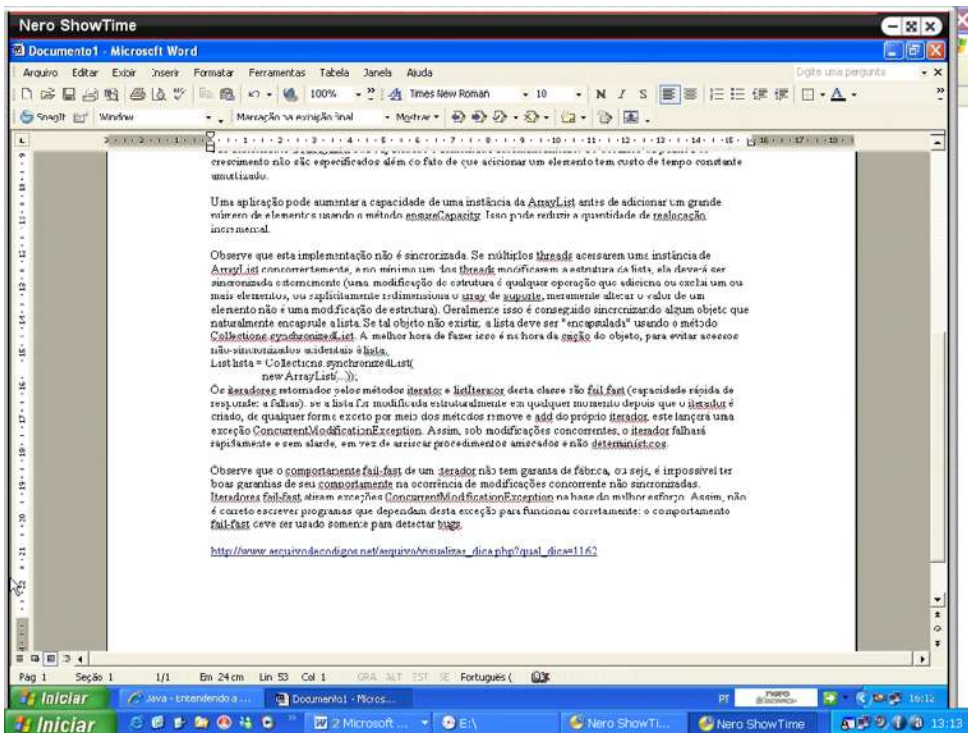 Nero ShowTime
Documento1 - Microsoft Word
Arquivo Editar Exibir Inserir Formatar Ferramentas Tabela Janela Ajuda Digite uma pergunta
100% Times New Roman 10 N I S
SnagIt Window Marcação na exibição final Mostrar
crescimento não são especificados além do fato de que adicionar um elemento tem custo de tempo constante
amortizado.
Uma aplicação pode aumentar a capacidade de uma instância da ArrayList antes de adicionar um grande
número de elementos usando o método ensureCapacity. Isso pode reduzir a quantidade de realocação
incremental.
Observe que esta implementação não é sincronizada. Se múltiplos threads acessarem uma instância de
ArrayList concorrentemente, e no mínimo um dos threads modificarem a estrutura da lista, ela deverá ser
sincronizada externamente (uma modificação de estrutura é qualquer operação que adiciona ou exclui um ou
mais elementos, ou explicitamente redimensiona o array de suporte, meramente alterar o valor de um
elemento não é uma modificação de estrutura). Geralmente isso é conseguido sincronizando algum objeto que
naturalmente encapsule a lista. Se tal objeto não existir, a lista deve ser "encapsulada" usando o método
Collections.synchronizedList. A melhor hora de fazer isso é na hora da criação do objeto, para evitar acessos
não-sincronizados acidentais à lista.
List lista = Collections.synchronizedList(
new ArrayList(...));
Os iteradores retornados pelos métodos iterator e listIterator desta classe são fail fast (capacidade rápida de
responder a falhas): se a lista for modificada estruturalmente em qualquer momento depois que o iterador é
criado, de qualquer forma exceto por meio dos métodos remove e add do próprio iterador, este lançará uma
exceção ConcurrentModificationException. Assim, sob modificações concorrentes, o iterador falhará
rapidamente e sem alarde, em vez de arriscar procedimentos arriscados e não determinísticos.
Observe que o comportamente fail-fast de um iterador não tem garantia de fábrica, ou seja, é impossível ter
boas garantias de seu comportamente na ocorrência de modificações concorrente não sincronizadas.
Iteradores fail-fast atiram exceções ConcurrentModificationException na base do melhor esforço. Assim, não
é correto escrever programas que dependam desta exceção para funcionar corretamente: o comportamento
fail-fast deve ser usado somente para detectar bugs.
http://www.arquivodecodigos.net/arquivo/visualizar_dica.php?qual_dica=1162
Pág 1 Seção 1 1/1 Em 24 cm Lin 53 Col 1 GRA ALT EST SE Português (
Iniciar Java - Entendendo a ... Documento1 - Micros... PT nero 16:12
Iniciar 2 Microsoft ... E:\ Nero ShowTi... Nero ShowTime 13:13